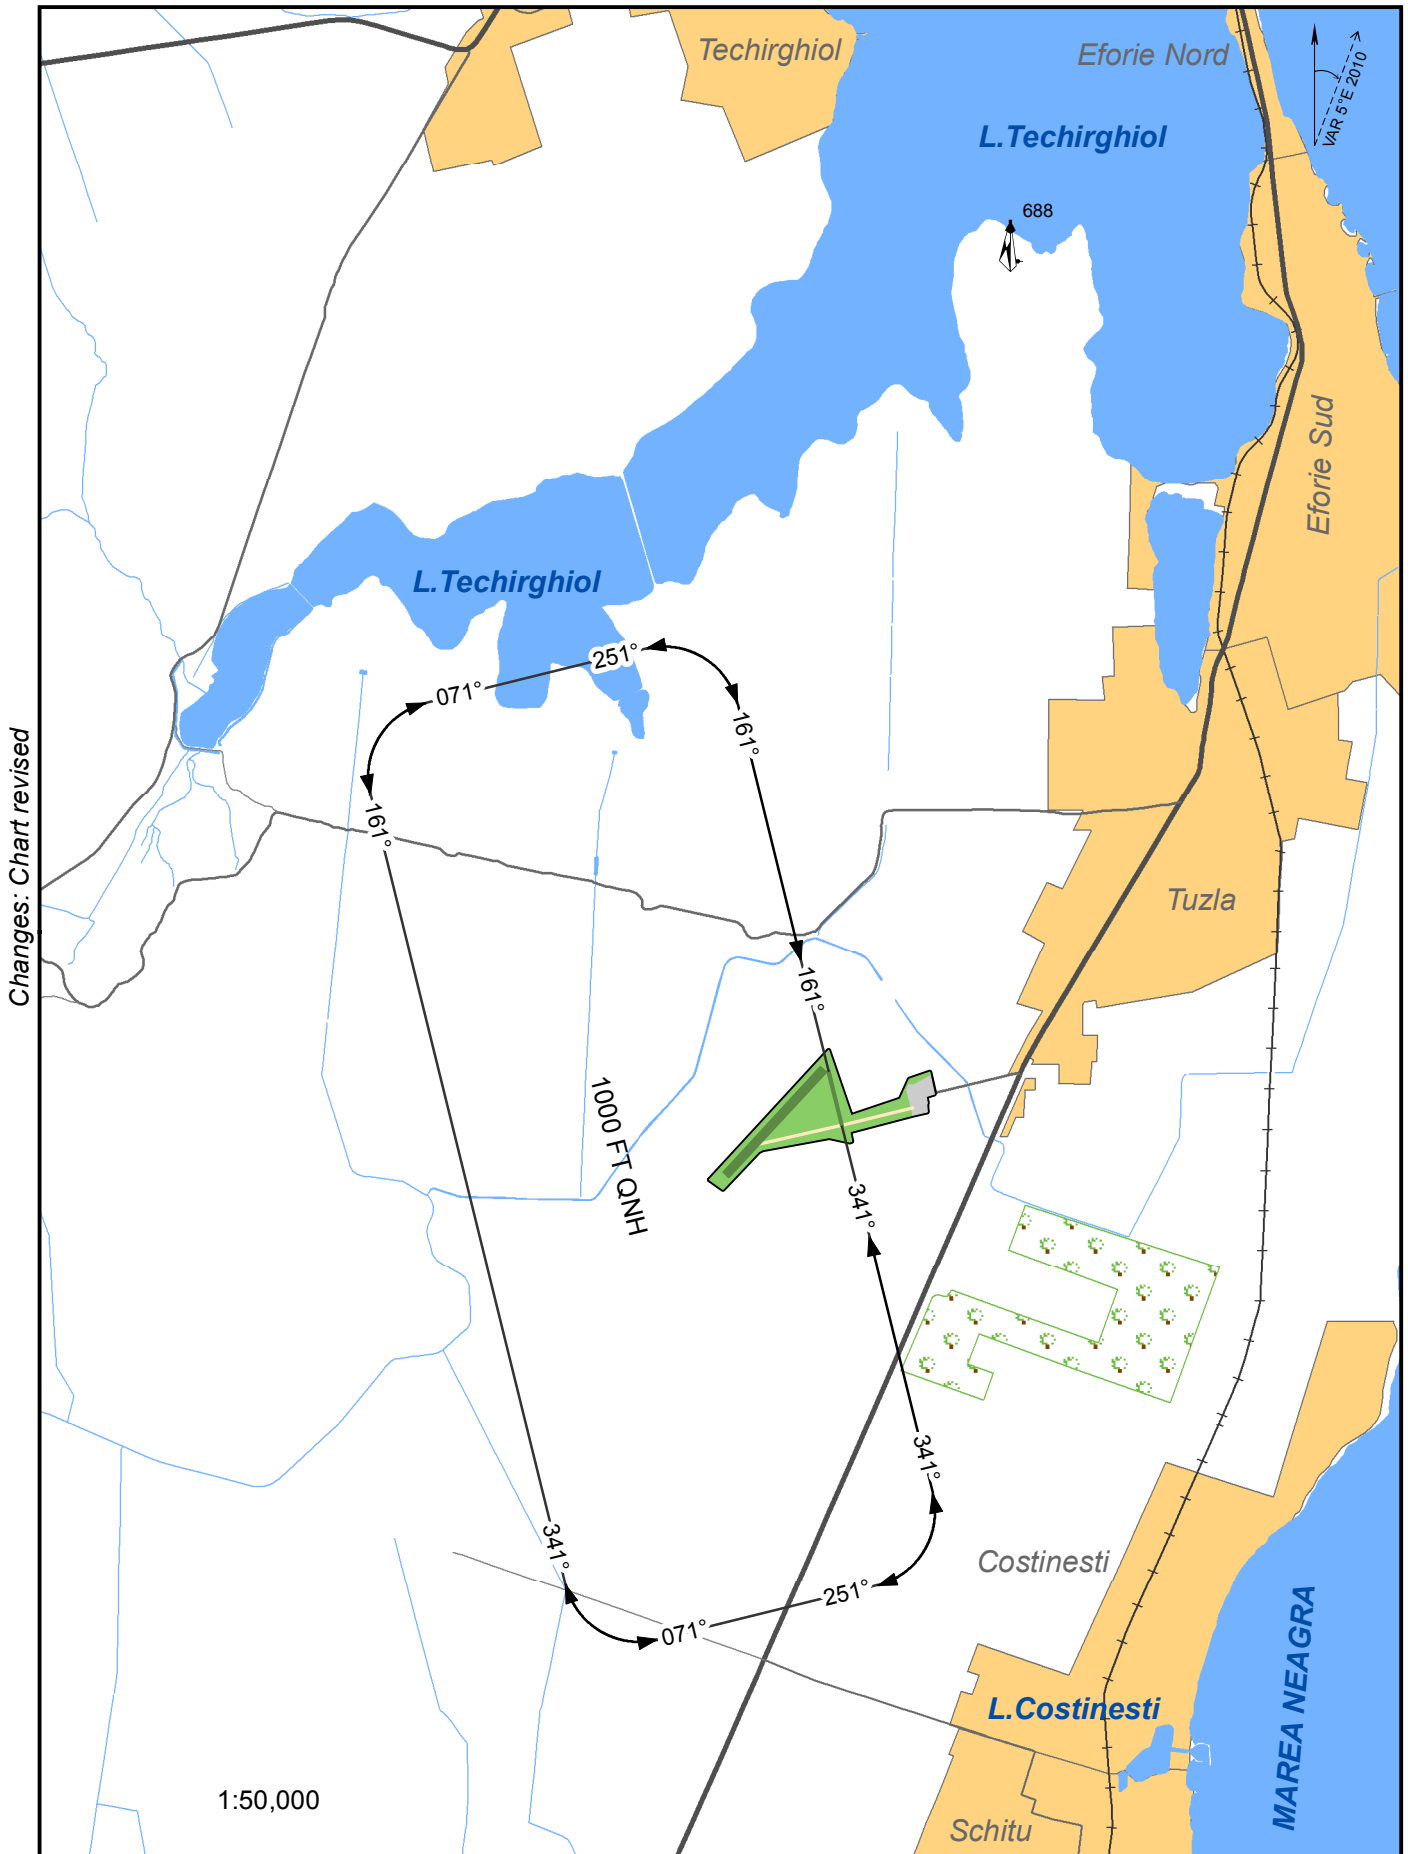 Techirghiol
Eforie Nord
VAR 5°E 2010
L.Techirghiol
688
Eforie Sud
L.Techirghiol
251°
071°
161°
161°
Changes: Chart revised
Tuzla
161°
1000 FT QNH
341°
341°
341°
Costinesti
251°
071°
MAREA NEAGRA
L.Costinesti
1:50,000
Schitu